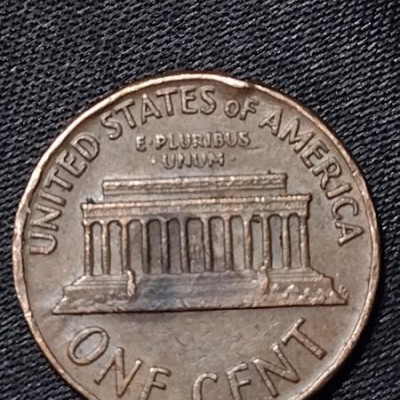 UNITED STATES OF AMERICA
E·PLURIBUS
·UNUM·
ONE CENT